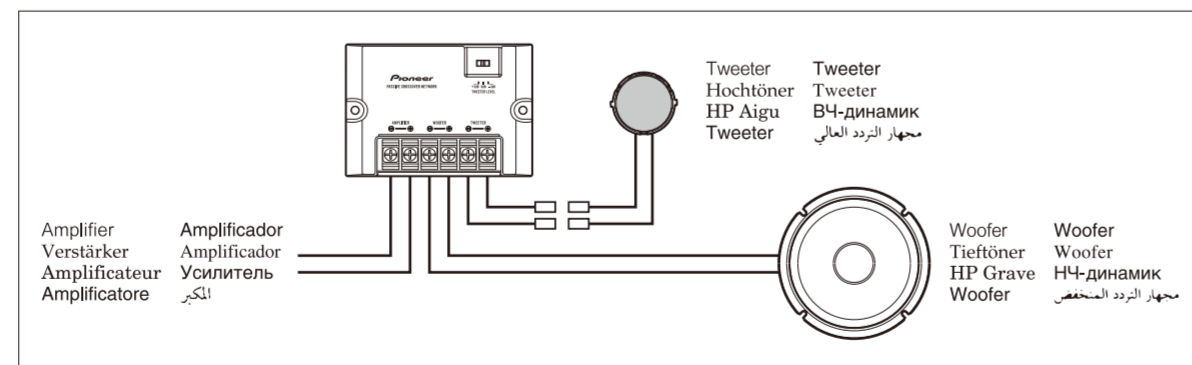 Pioneer
PASSIVE CROSSOVER NETWORK
TWEETER LEVEL
AMPLIFIER WOOFER TWEETER
Tweeter Tweeter
Hochtöner Tweeter
HP Aigu ВЧ-динамик
Tweeter مجهار التردد العالي
Amplifier Amplificador
Verstärker Amplificador
Amplificateur Усилитель
Amplificatore المكبر
Woofer Woofer
Tieftöner Woofer
HP Grave НЧ-динамик
Woofer مجهار التردد المنخفض